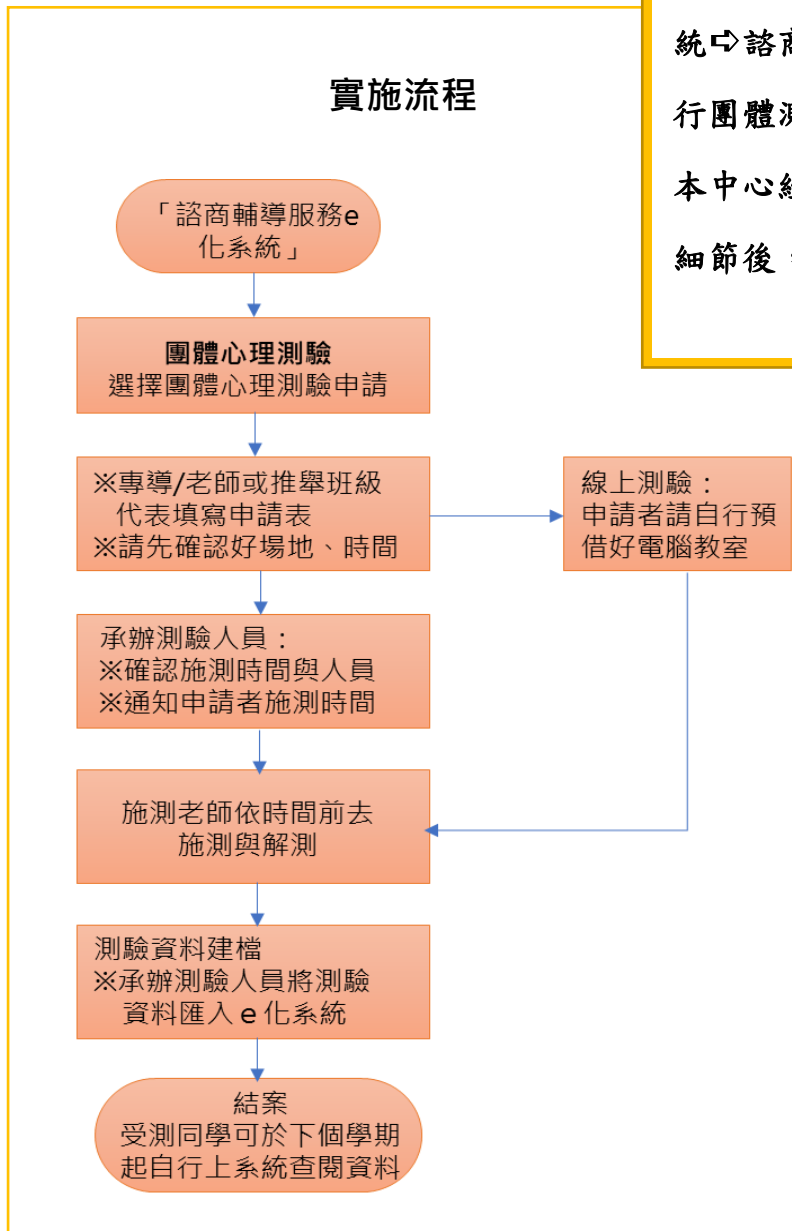 統⇨諮商
行團體測
本中心
細節後
實施流程
「諮商輔導服務e
化系統」
團體心理測驗
選擇團體心理測驗申請
※專導/老師或推舉班級
代表填寫申請表
※請先確認好場地、時間
線上測驗：
申請者請自行預
借好電腦教室
承辦測驗人員：
※確認施測時間與人員
※通知申請者施測時間
施測老師依時間前去
施測與解測
測驗資料建檔
※承辦測驗人員將測驗
資料匯入 e 化系統
結案
受測同學可於下個學期
起自行上系統查閱資料